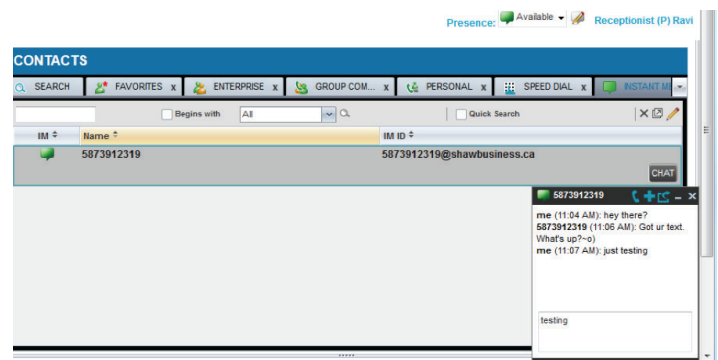 Presence: Available Receptionist (P) Ravi
CONTACTS
SEARCH FAVORITES x ENTERPRISE x GROUP COM... x PERSONAL x SPEED DIAL x INSTANT
Begins with All Quick Search
IM Name IM ID
5873912319 5873912319@shawbusiness.ca
CHAT
5873912319
me (11:04 AM): hey there?
5873912319 (11:06 AM): Got ur text.
What's up?~o)
me (11:07 AM): just testing
testing